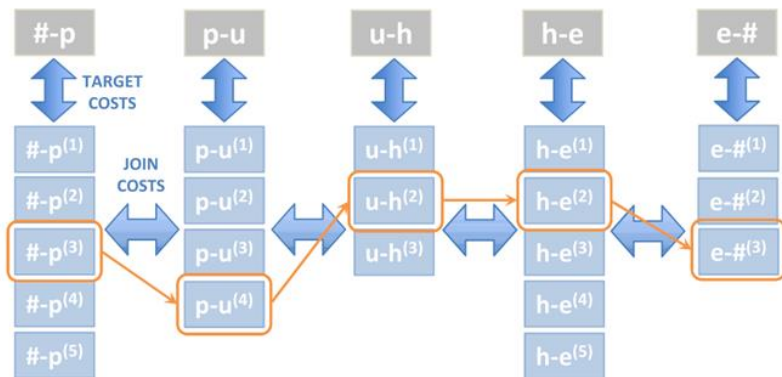 #-p
p-u
u-h
h-e
e-#
TARGET
COSTS
JOIN
COSTS
#-p(1)
#-p(2)
#-p(3)
#-p(4)
#-p(5)
p-u(1)
p-u(2)
p-u(3)
p-u(4)
u-h(1)
u-h(2)
u-h(3)
h-e(1)
h-e(2)
h-e(3)
h-e(4)
h-e(5)
e-#(1)
e-#(2)
e-#(3)